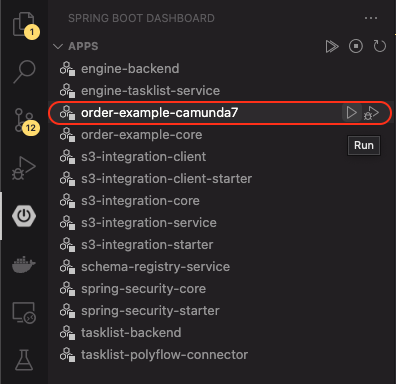 SPRING BOOT DASHBOARD
APPS
engine-backend
engine-tasklist-service
order-example-camunda7
order-example-core
Run
s3-integration-client
s3-integration-client-starter
s3-integration-core
s3-integration-service
s3-integration-starter
schema-registry-service
spring-security-core
spring-security-starter
tasklist-backend
tasklist-polyflow-connector
1
12